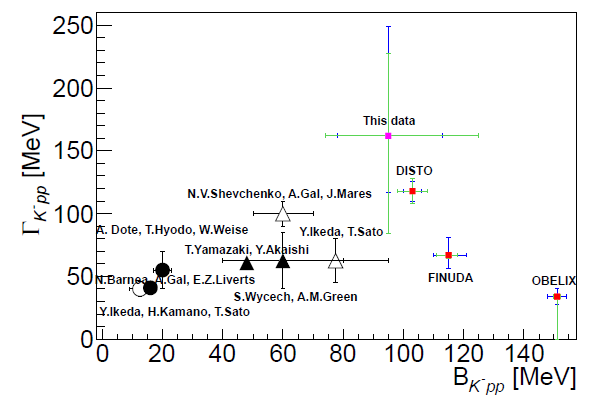 250
200
150
100
50
0
Γ K⁻pp [MeV]
This data
DISTO
N.V.Shevchenko, A.Gal, J.Mares
A. Dote, T.Hyodo, W.Weise
Y.Ikeda, T.Sato
T.Yamazaki, Y.Akaishi
FINUDA
N.Barnea, A.Gal, E.Z.Liverts
OBELIX
S.Wycech, A.M.Green
Y.Ikeda, H.Kamano, T.Sato
0 20 40 60 80 100 120 140
B K⁻pp [MeV]